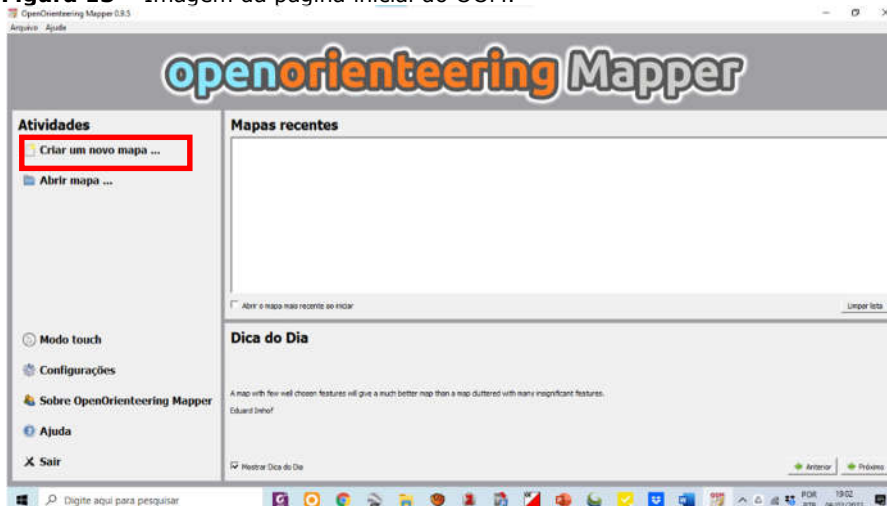 Imagem da página inicial do OOM.
OpenOrienteering Mapper 0.9.5
Arquivo Ajuda
openorienteering Mapper
Atividades
Criar um novo mapa ...
Abrir mapa ...
Mapas recentes
Abrir o mapa mais recente ao iniciar
Limpar lista
Modo touch
Configurações
Sobre OpenOrienteering Mapper
Ajuda
Sair
Dica do Dia
A map with few well chosen features will give a much better map than a map cluttered with many insignificant features.
Eduard Imhof
Mostrar Dica do Dia
Anterior
Próximo
Digite aqui para pesquisar
POR
19:02